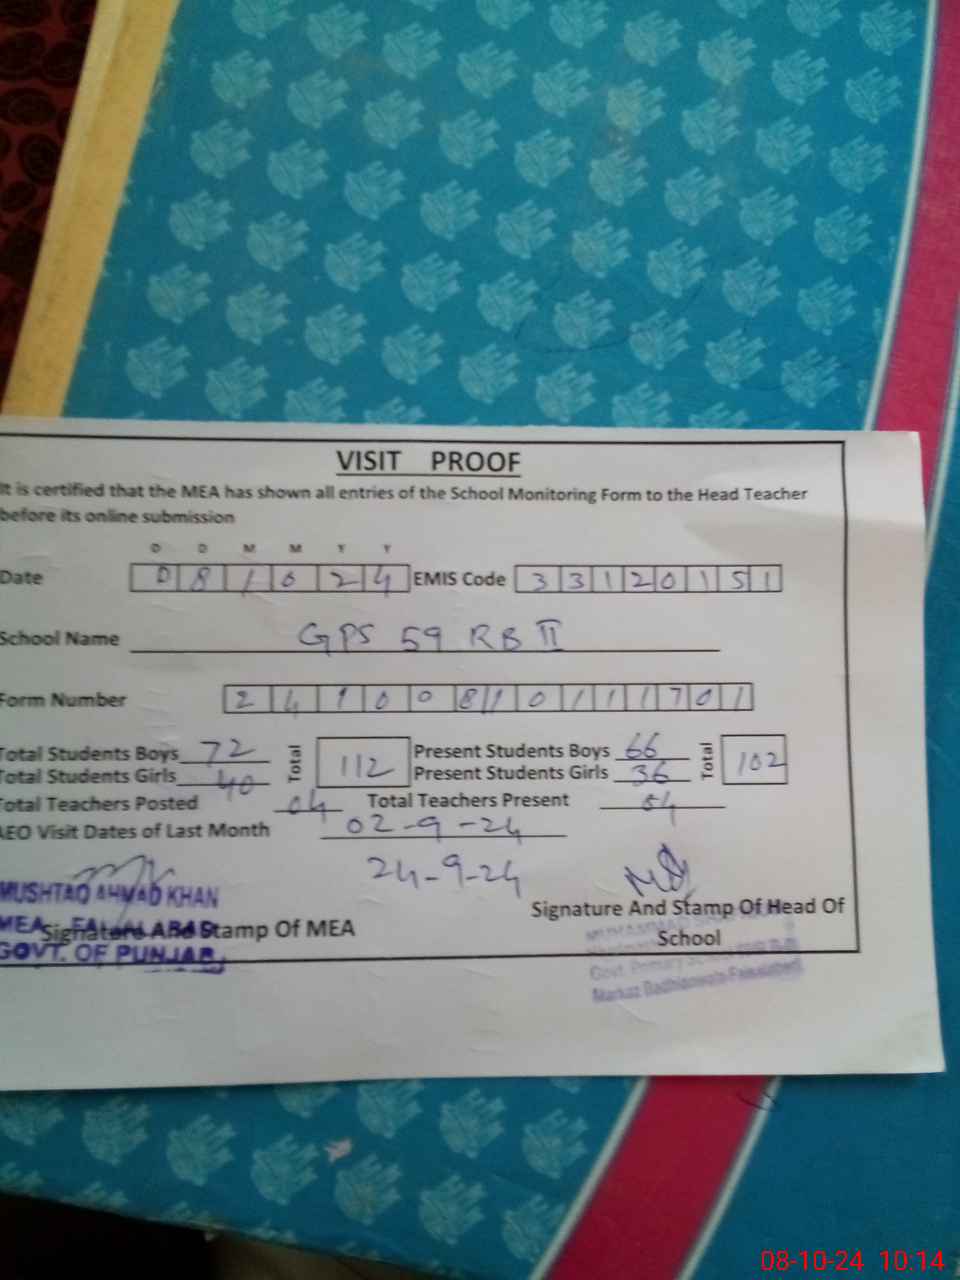 VISIT PROOF
It is certified that the MEA has shown all entries of the School Monitoring Form to the Head Teacher
before its online submission
D D M M Y Y
Date 0 8 1 0 2 4 EMIS Code 3 3 1 2 0 1 5 1
School Name GPS 59 RB II
Form Number 2 4 1 0 0 8 1 0 1 1 1 7 0 1
Total Students Boys 72 Total 112 Present Students Boys 66 Total 102
Total Students Girls 40 Present Students Girls 36
Total Teachers Posted 04 Total Teachers Present 04
AEO Visit Dates of Last Month 02-9-24
24-9-24
MUSHTAQ AHMAD KHAN
MEA FAISALABAD
GOVT. OF PUNJAB
Signature And Stamp Of MEA
Signature And Stamp Of Head Of
School
Govt. Primary School
Markaz Faisalabad
08-10-24 10:14